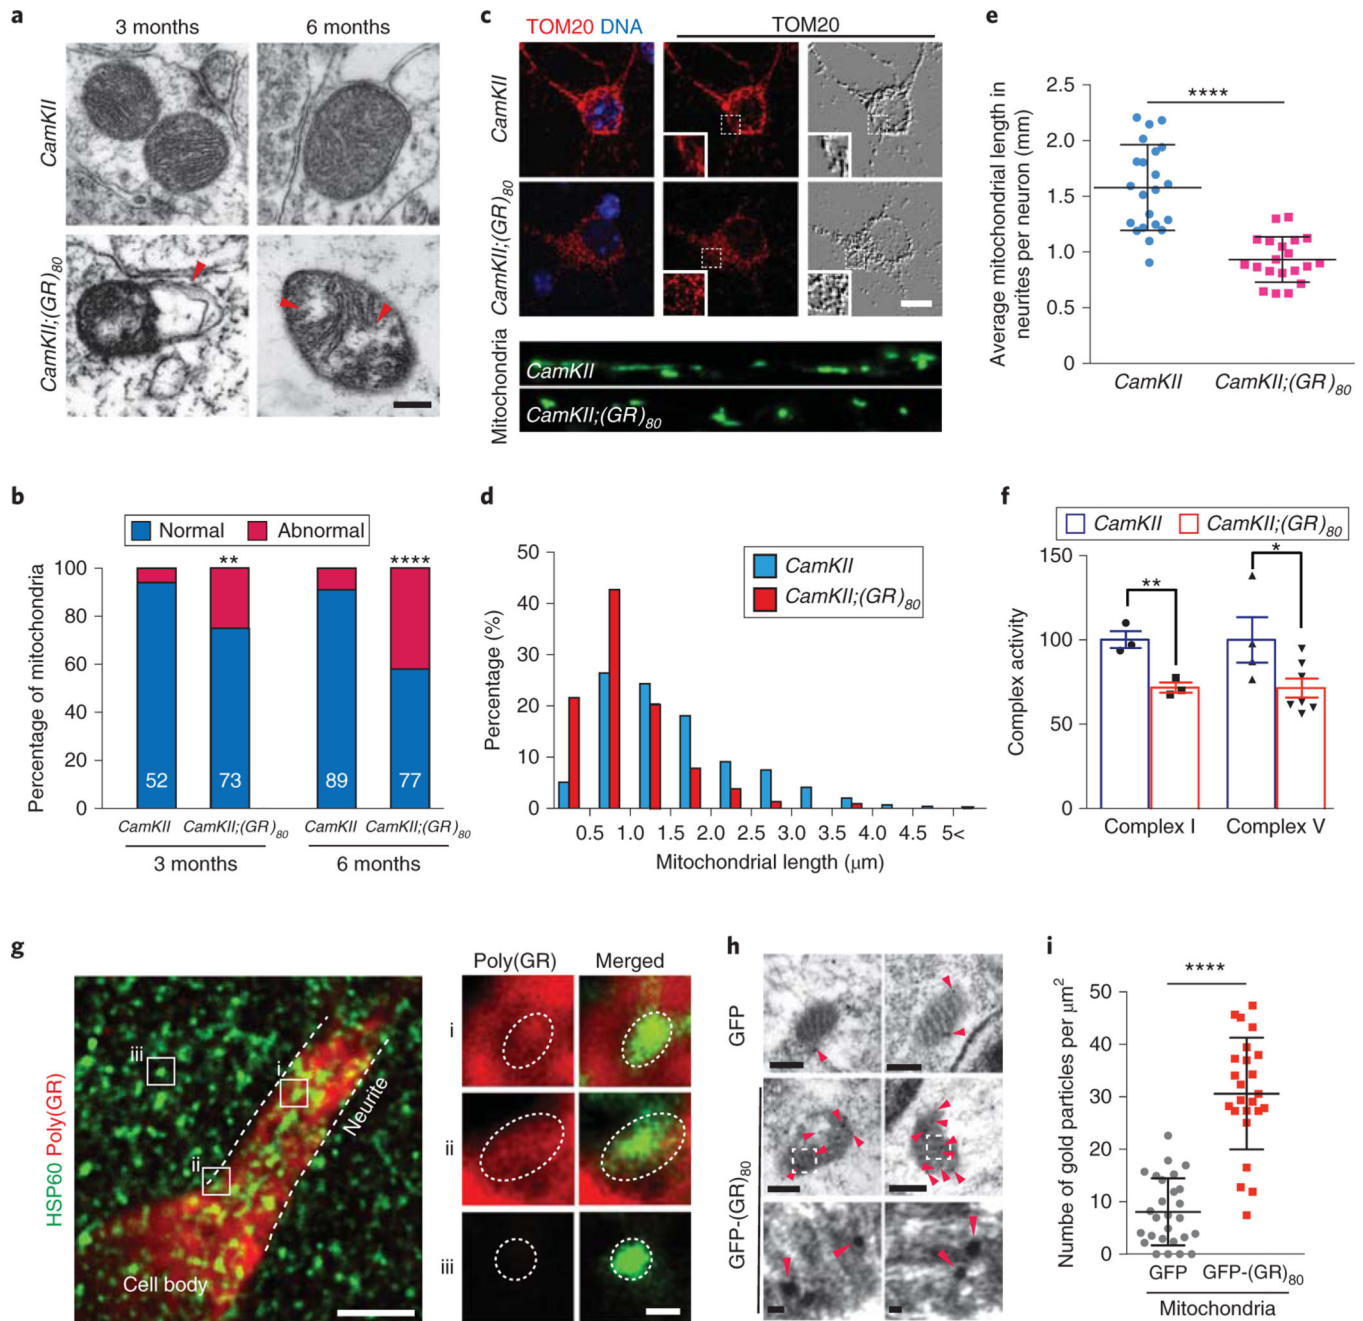 a
3 months 6 months
CamKII
CamKII;(GR)80
c
TOM20 DNA TOM20
CamKII
CamKII;(GR)80
Mitochondria
CamKII
CamKII;(GR)80
e
Average mitochondrial length in
neurites per neuron (mm)
2.5
2.0
1.5
1.0
0.5
0
****
CamKII CamKII;(GR)80
b
Normal Abnormal
Percentage of mitochondria
100
80
60
40
20
0
** ****
52 73 89 77
CamKII CamKII;(GR)80 CamKII CamKII;(GR)80
3 months 6 months
d
Percentage (%)
50
40
30
20
10
0
CamKII
CamKII;(GR)80
0.5 1.0 1.5 2.0 2.5 3.0 3.5 4.0 4.5 5<
Mitochondrial length (μm)
f
CamKII CamKII;(GR)80
Complex activity
150
100
50
0
** *
Complex I Complex V
g
HSP60 Poly(GR)
iii
i
ii
Neurite
Cell body
Poly(GR) Merged
i
ii
iii
h
GFP
GFP-(GR)80
i
Numbe of gold particles per μm2
50
40
30
20
10
0
****
GFP GFP-(GR)80
Mitochondria